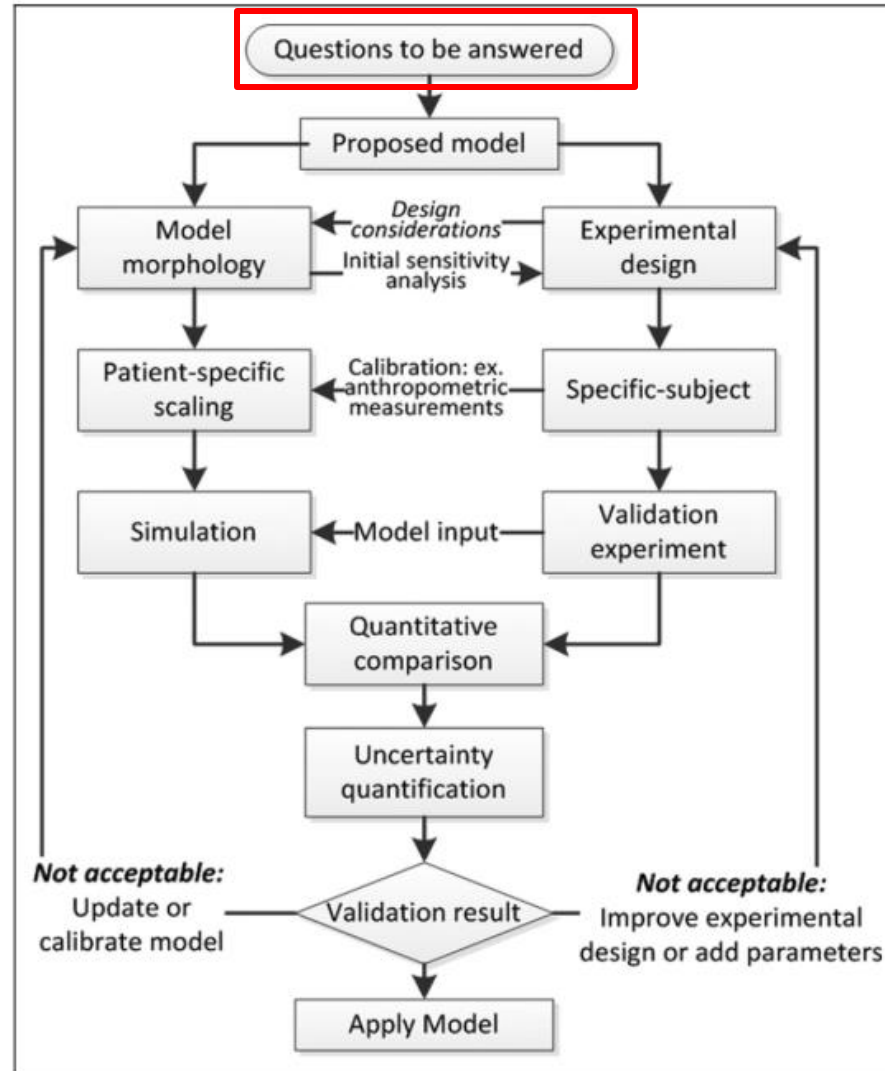 Questions to be answered
Proposed model
Model
morphology
Design
considerations
Initial sensitivity
analysis
Experimental
design
Patient-specific
scaling
Calibration: ex.
anthropometric
measurements
Specific-subject
Simulation
Model input
Validation
experiment
Quantitative
comparison
Uncertainty
quantification
Not acceptable:
Update or
calibrate model
Validation result
Not acceptable:
Improve experimental
design or add parameters
Apply Model